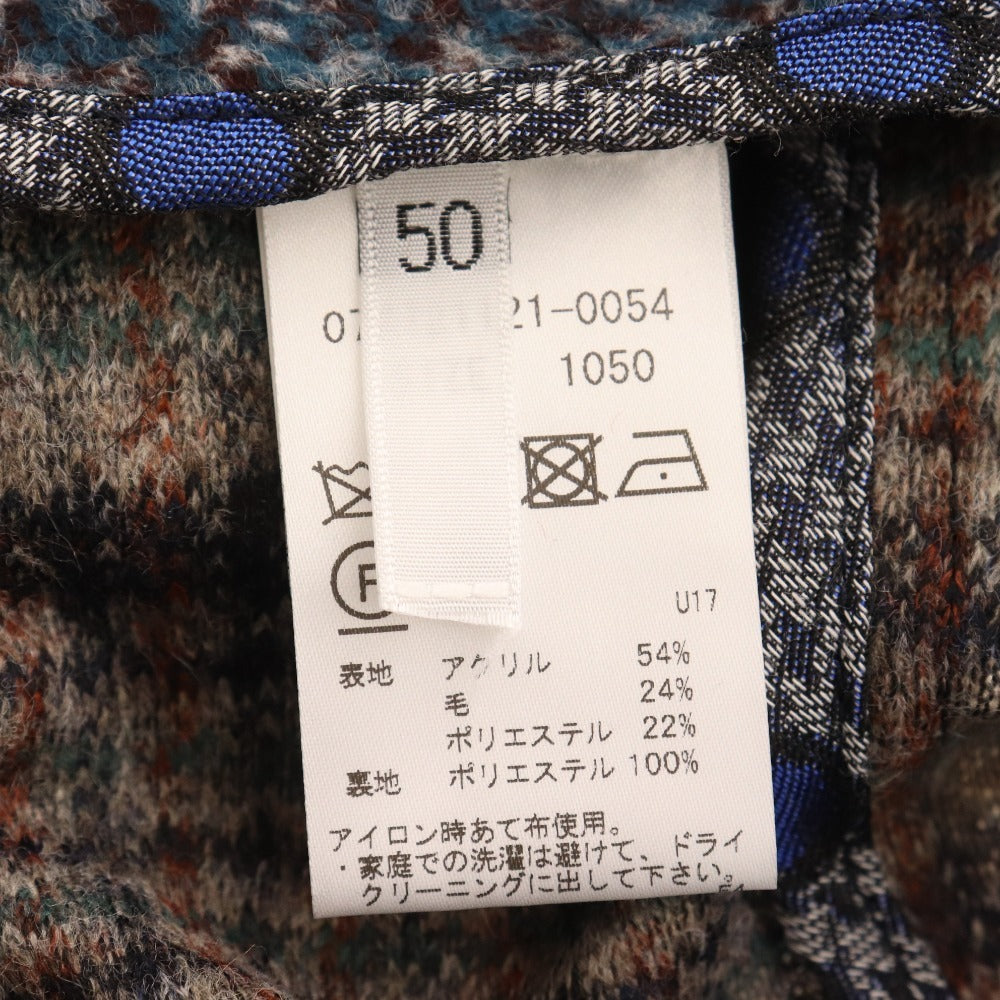 50
07 21-0054
1050
F
U17
表地 アクリル 54%
毛 24%
ポリエステル 22%
裏地 ポリエステル 100%
アイロン時あて布使用。
・家庭での洗濯は避けて、ドライ
クリーニングに出して下さい。